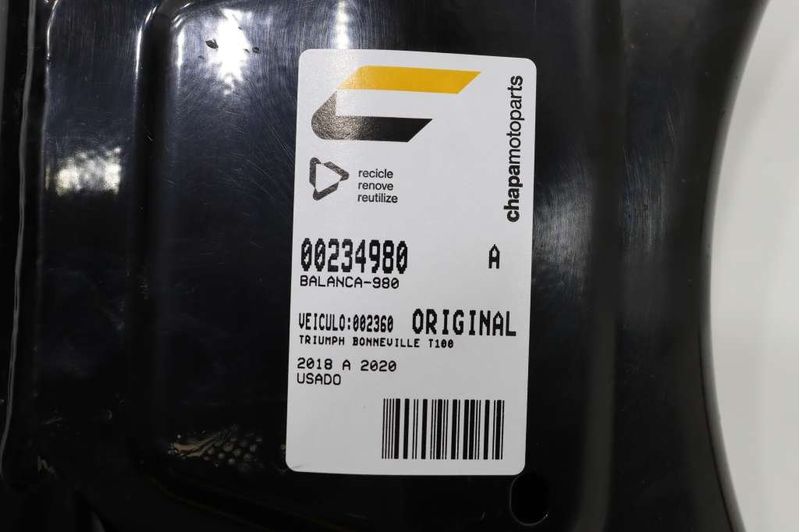 chapamotoparts
recicle
renove
reutilize
00234980 A
BALANCA-980
VEICULO:002360 ORIGINAL
TRIUMPH BONNEVILLE T100
2018 A 2020
USADO